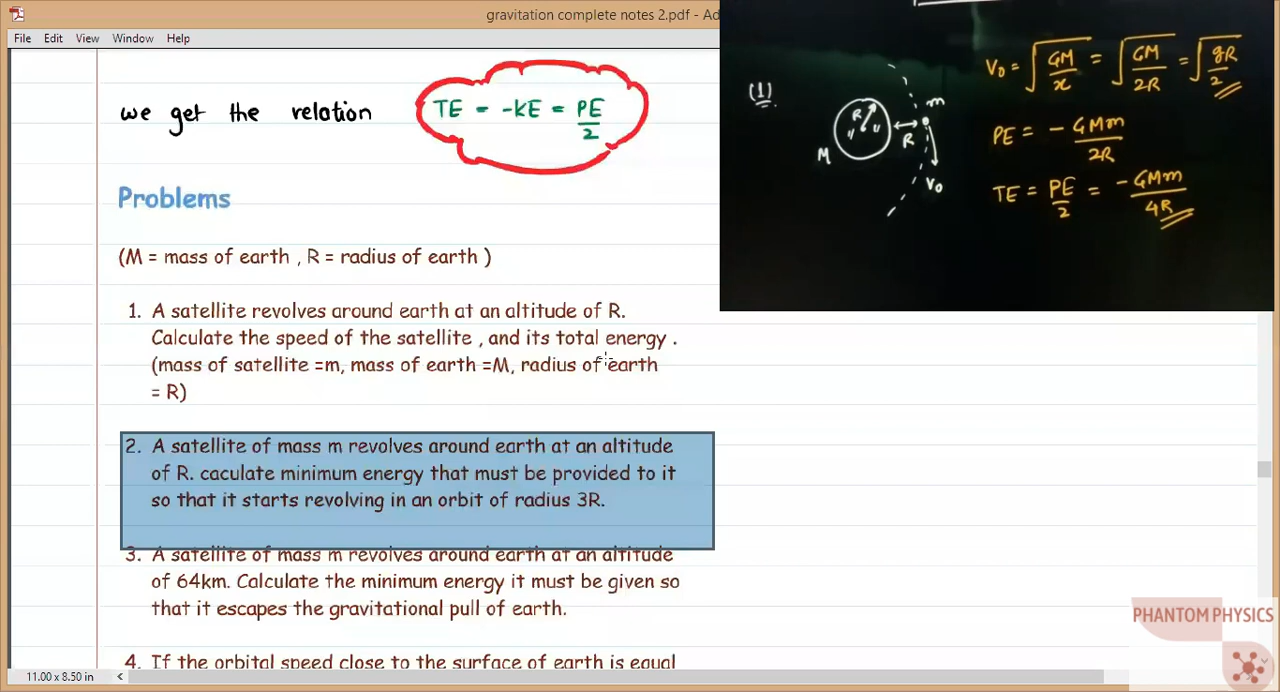 gravitation complete notes 2.pdf - Ad
File Edit View Window Help
we get the relation TE = -KE = PE/2
Problems
(M = mass of earth , R = radius of earth )
1. A satellite revolves around earth at an altitude of R.
Calculate the speed of the satellite , and its total energy .
(mass of satellite =m, mass of earth =M, radius of earth
= R)
2. A satellite of mass m revolves around earth at an altitude
of R. caculate minimum energy that must be provided to it
so that it starts revolving in an orbit of radius 3R.
3. A satellite of mass m revolves around earth at an altitude
of 64km. Calculate the minimum energy it must be given so
that it escapes the gravitational pull of earth.
4. If the orbital speed close to the surface of earth is equal
(1)
R
M
R
m
v₀
V₀ = √(GM/x) = √(GM/2R) = √(gR/2)
PE = - GMm/2R
TE = PE/2 = -GMm/4R
PHANTOM PHYSICS
11.00 x 8.50 in